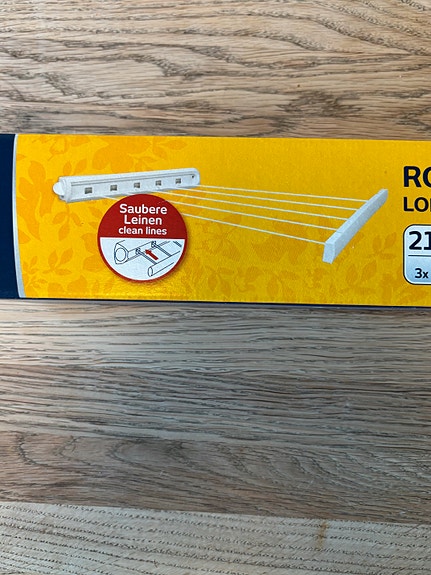 Saubere
Leinen
clean lines
RO
LO
21
3x